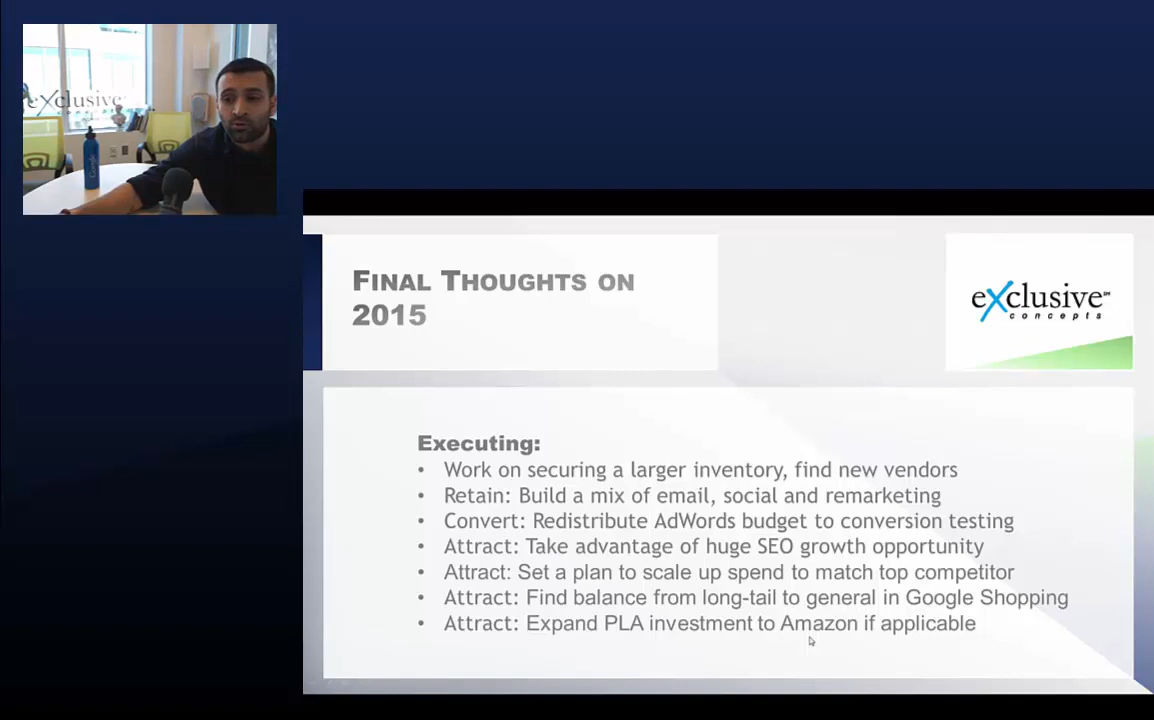 exclusive
Google
FINAL THOUGHTS ON
2015
exclusive SM
concepts
Executing:
• Work on securing a larger inventory, find new vendors
• Retain: Build a mix of email, social and remarketing
• Convert: Redistribute AdWords budget to conversion testing
• Attract: Take advantage of huge SEO growth opportunity
• Attract: Set a plan to scale up spend to match top competitor
• Attract: Find balance from long-tail to general in Google Shopping
• Attract: Expand PLA investment to Amazon if applicable